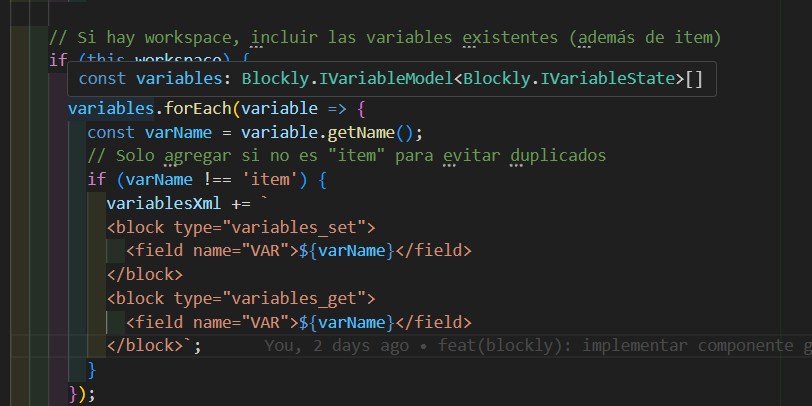 // Si hay workspace, incluir las variables existentes (además de item)
if (this.workspace) {
const variables: Blockly.IVariableModel<Blockly.IVariableState>[]
variables.forEach(variable => {
const varName = variable.getName();
// Solo agregar si no es "item" para evitar duplicados
if (varName !== 'item') {
variablesXml += `
<block type="variables_set">
<field name="VAR">${varName}</field>
</block>
<block type="variables_get">
<field name="VAR">${varName}</field>
</block>`; You, 2 days ago • feat(blockly): implementar componente g
}
});